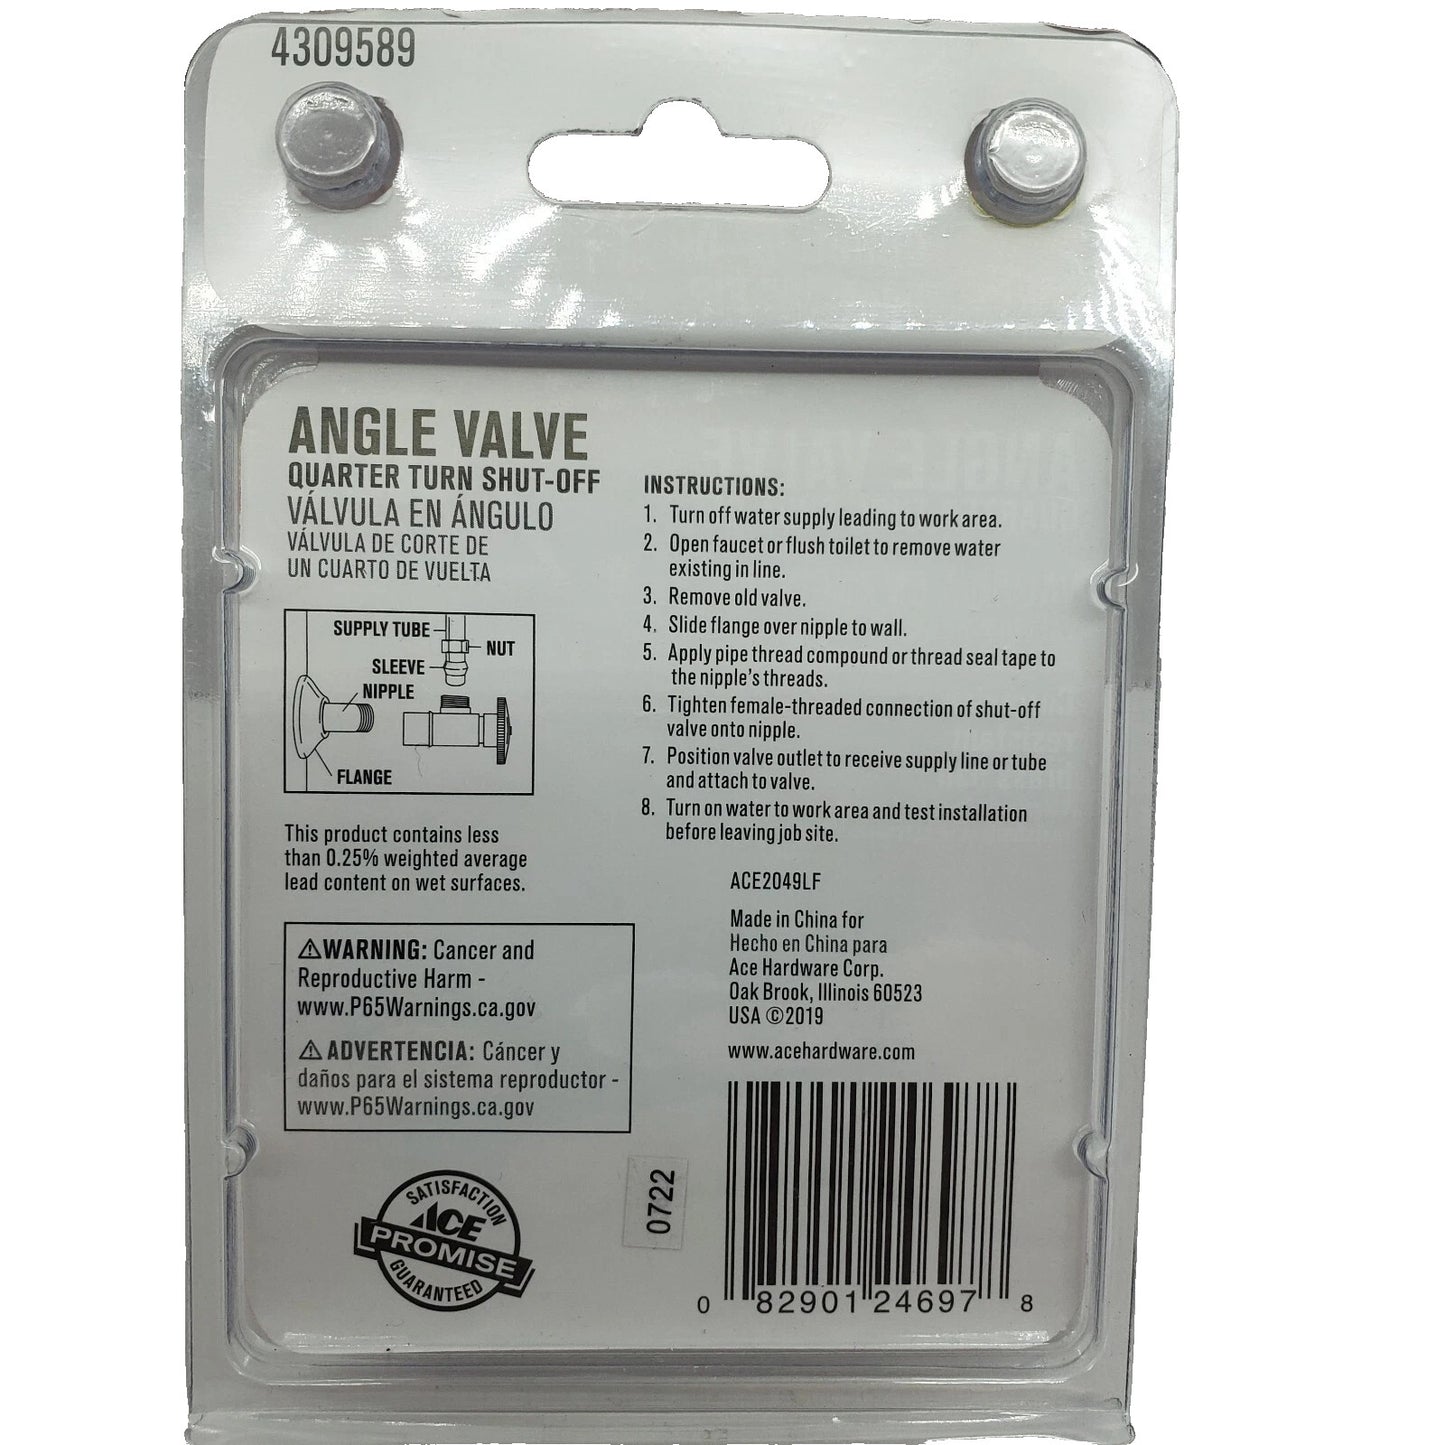 4309589
ANGLE VALVE
QUARTER TURN SHUT-OFF
VÁLVULA EN ÁNGULO
VÁLVULA DE CORTE DE
UN CUARTO DE VUELTA
SUPPLY TUBE
NUT
SLEEVE
NIPPLE
FLANGE
This product contains less
than 0.25% weighted average
lead content on wet surfaces.
⚠WARNING: Cancer and
Reproductive Harm -
www.P65Warnings.ca.gov
⚠ADVERTENCIA: Cáncer y
daños para el sistema reproductor -
www.P65Warnings.ca.gov
SATISFACTION
ACE
PROMISE
GUARANTEED
INSTRUCTIONS:
1. Turn off water supply leading to work area.
2. Open faucet or flush toilet to remove water
existing in line.
3. Remove old valve.
4. Slide flange over nipple to wall.
5. Apply pipe thread compound or thread seal tape to
the nipple's threads.
6. Tighten female-threaded connection of shut-off
valve onto nipple.
7. Position valve outlet to receive supply line or tube
and attach to valve.
8. Turn on water to work area and test installation
before leaving job site.
ACE2049LF
Made in China for
Hecho en China para
Ace Hardware Corp.
Oak Brook, Illinois 60523
USA ©2019
www.acehardware.com
0722
0 82901 24697 8